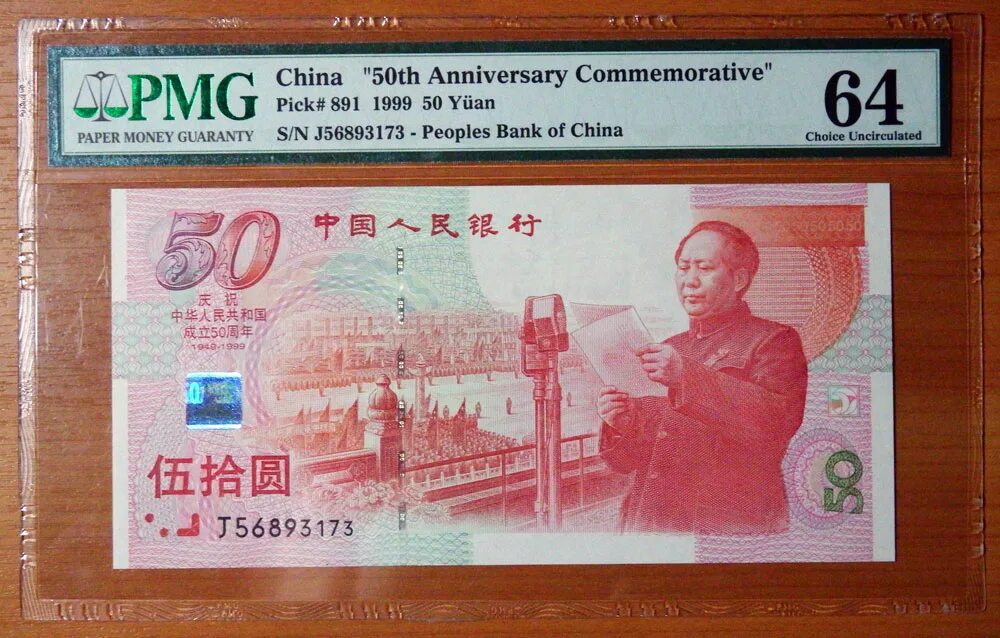 PMG
PAPER MONEY GUARANTY
China "50th Anniversary Commemorative"
Pick# 891 1999 50 Yüan
S/N J56893173 - Peoples Bank of China
64
Choice Uncirculated
50
中国人民银行
庆祝
中华人民共和国
成立50周年
1949-1999
伍拾圆
J56893173
50